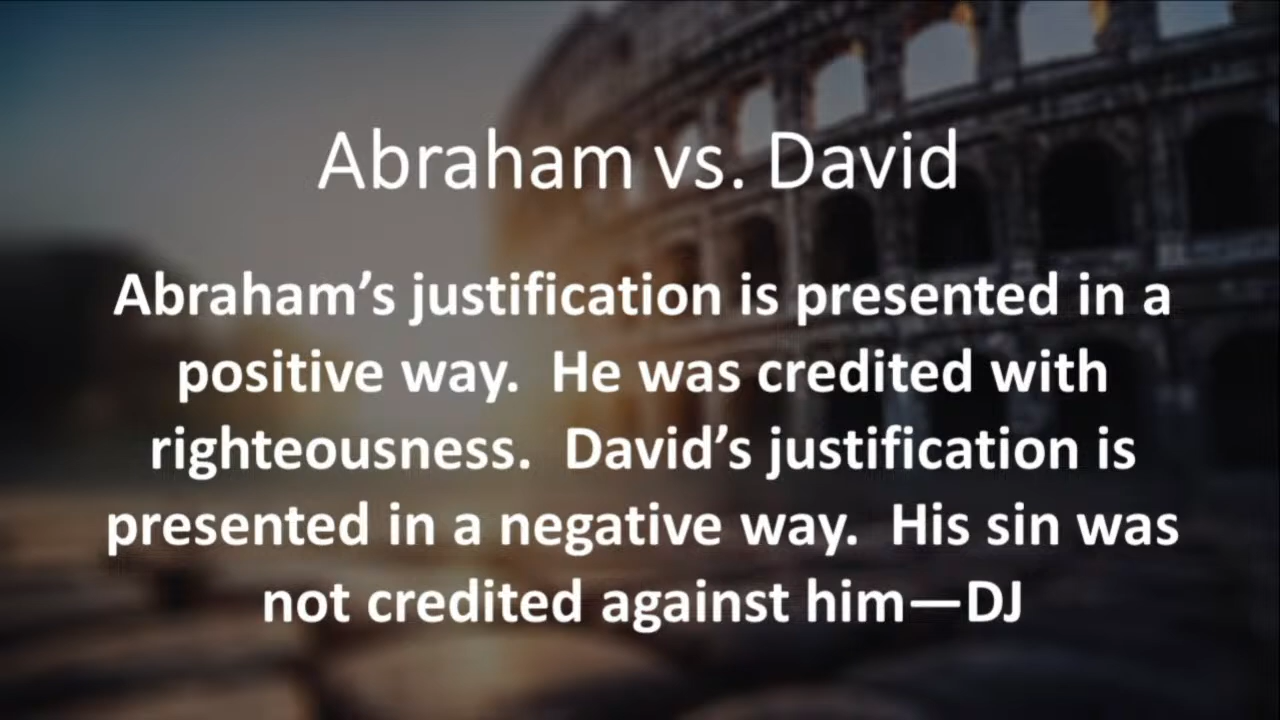 Abraham vs. David
Abraham’s justification is presented in a
positive way.  He was credited with
righteousness.  David’s justification is
presented in a negative way.  His sin was
not credited against him—DJ